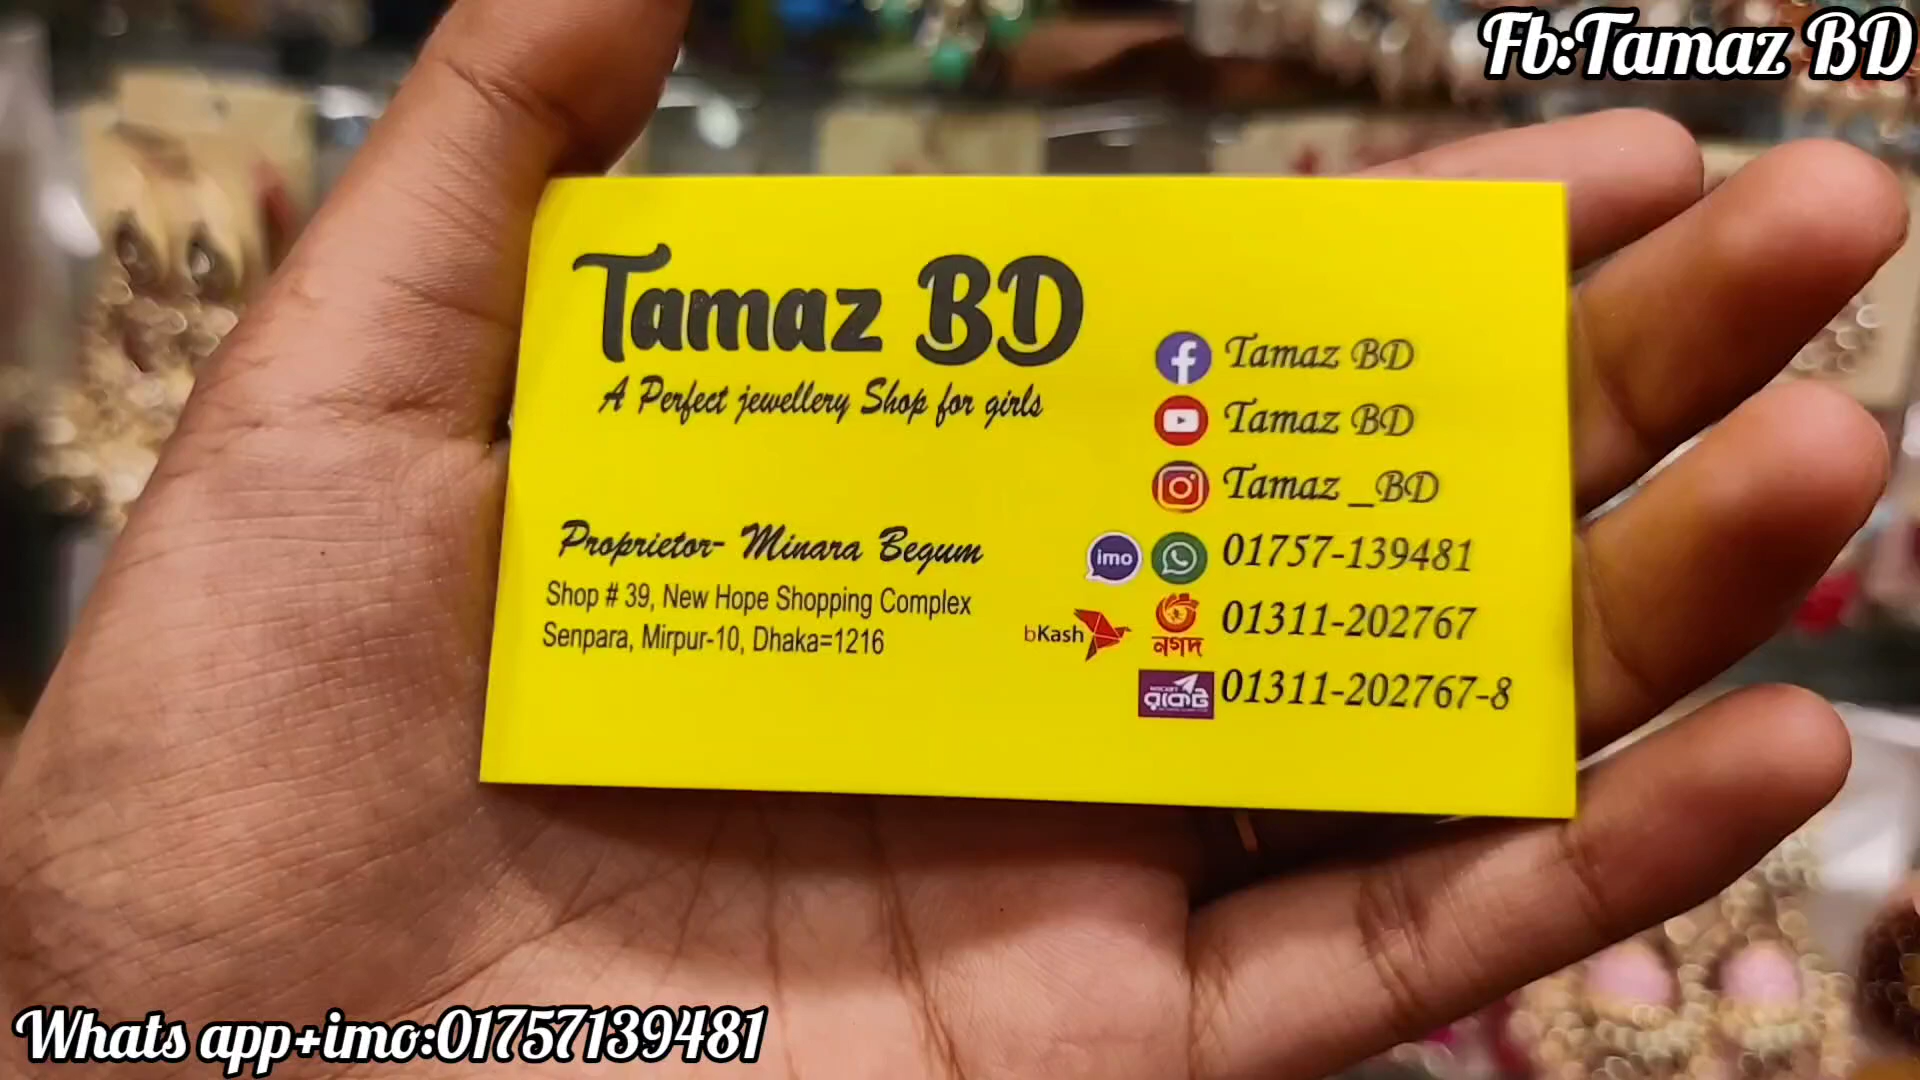 Fb:Tamaz BD
Tamaz BD
A Perfect jewellery Shop for girls
Proprietor- Minara Begum
Shop # 39, New Hope Shopping Complex
Senpara, Mirpur-10, Dhaka=1216
Tamaz BD
Tamaz BD
Tamaz _BD
imo 01757-139481
bKash নগদ 01311-202767
রকেট 01311-202767-8
Whats app+imo:01757139481